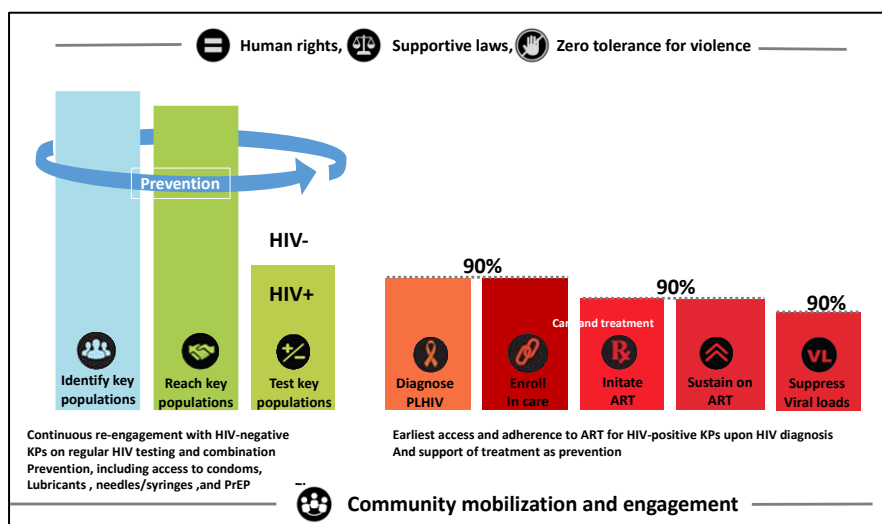 Human rights, Supportive laws, Zero tolerance for violence
Prevention
HIV-
HIV+
90%
90%
90%
Care and treatment
VL
Identify key
populations
Reach key
populations
Test key
populations
Diagnose
PLHIV
Enroll
In care
Initate
ART
Sustain on
ART
Suppress
Viral loads
Continuous re-engagement with HIV-negative
KPs on regular HIV testing and combination
Prevention, including access to condoms,
Lubricants , needles/syringes ,and PrEP
Earliest access and adherence to ART for HIV-positive KPs upon HIV diagnosis
And support of treatment as prevention
Community mobilization and engagement